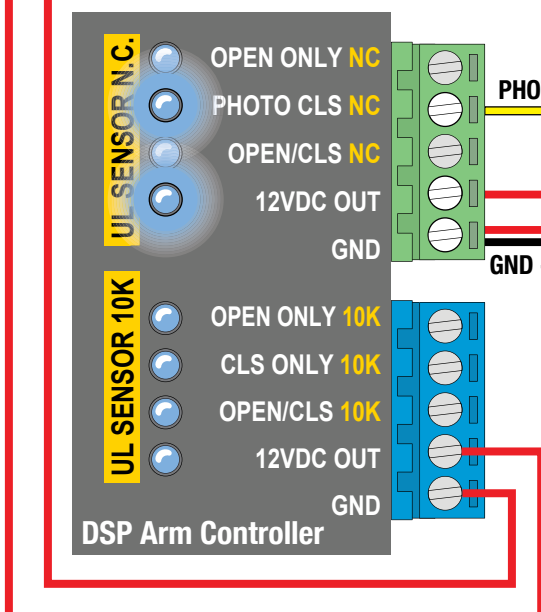 UL SENSOR N.C.
OPEN ONLY NC
PHOTO CLS NC
OPEN/CLS NC
12VDC OUT
GND
PHO
GND
UL SENSOR 10K
OPEN ONLY 10K
CLS ONLY 10K
OPEN/CLS 10K
12VDC OUT
GND
DSP Arm Controller